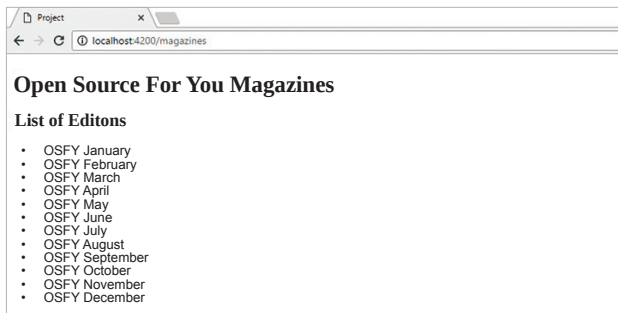 Project
localhost:4200/magazines
Open Source For You Magazines
List of Editons
• OSFY January
• OSFY February
• OSFY March
• OSFY April
• OSFY May
• OSFY June
• OSFY July
• OSFY August
• OSFY September
• OSFY October
• OSFY November
• OSFY December